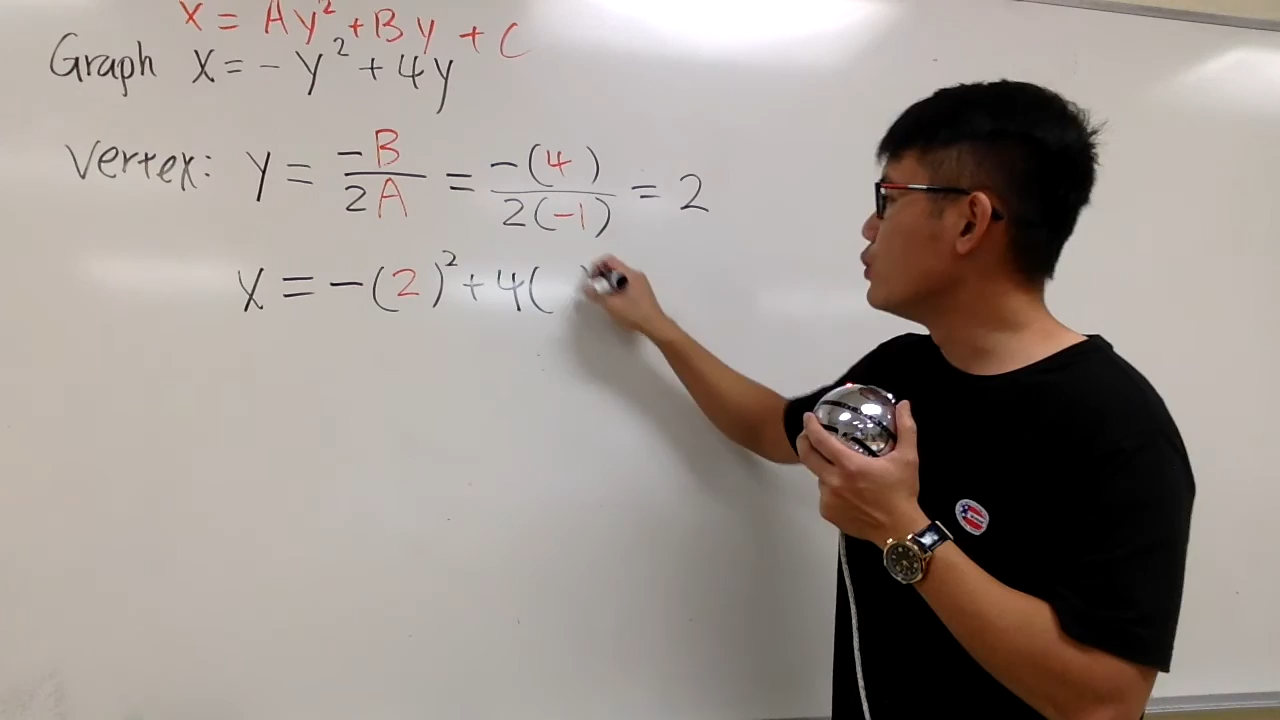 x = Ay² + By + C
Graph x = - y² + 4y
Vertex: y = -B/2A = -(4)/2(-1) = 2
x = -(2)² + 4( )